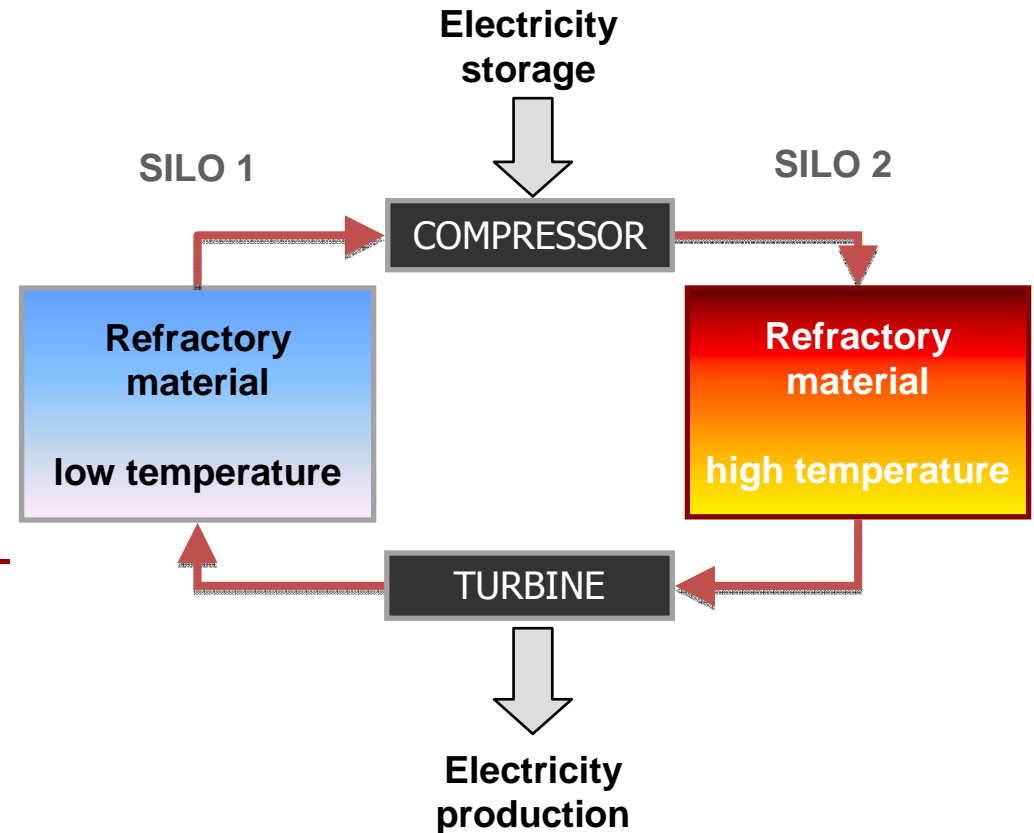 Electricity
storage
SILO 1
SILO 2
COMPRESSOR
Refractory
material
low temperature
Refractory
material
high temperature
TURBINE
Electricity
production